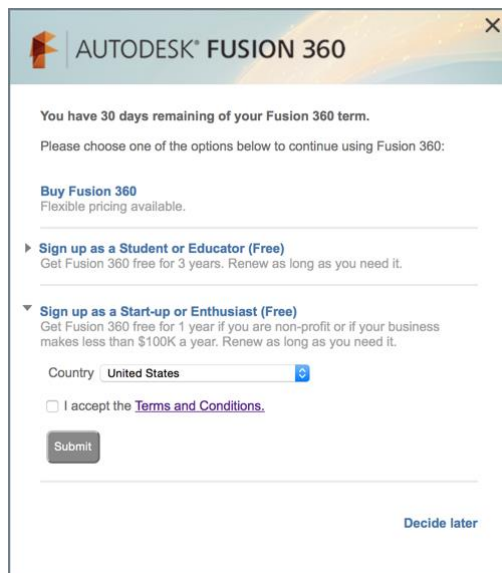 AUTODESK® FUSION 360
You have 30 days remaining of your Fusion 360 term.
Please choose one of the options below to continue using Fusion 360:
Buy Fusion 360
Flexible pricing available.
Sign up as a Student or Educator (Free)
Get Fusion 360 free for 3 years. Renew as long as you need it.
Sign up as a Start-up or Enthusiast (Free)
Get Fusion 360 free for 1 year if you are non-profit or if your business
makes less than $100K a year. Renew as long as you need it.
Country United States
I accept the Terms and Conditions.
Submit
Decide later